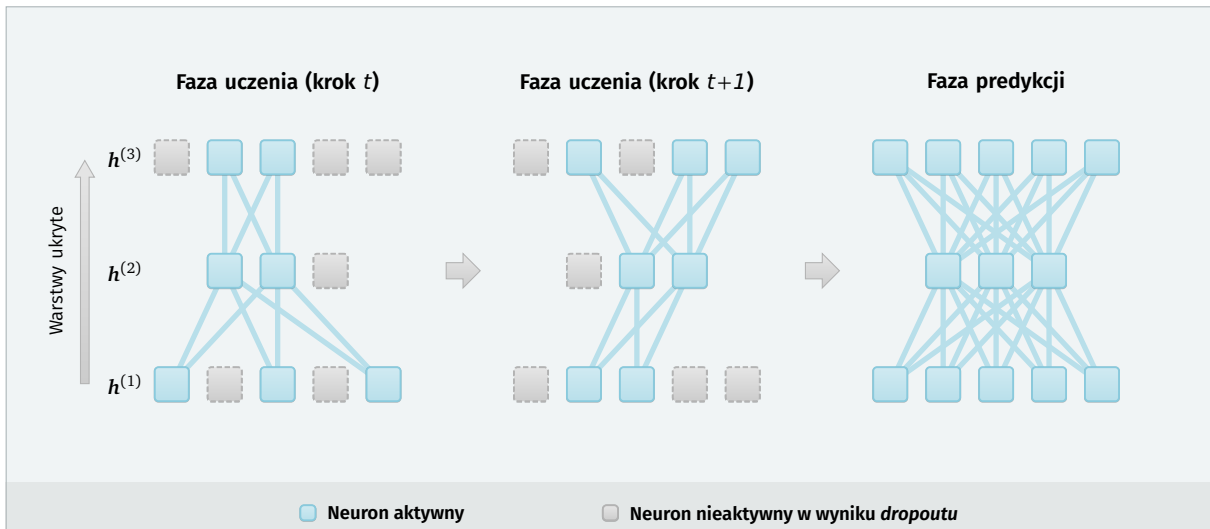 Faza uczenia (krok t)
Faza uczenia (krok t+1)
Faza predykcji
Warstwy ukryte
h^(3)
h^(2)
h^(1)
Neuron aktywny
Neuron nieaktywny w wyniku dropoutu